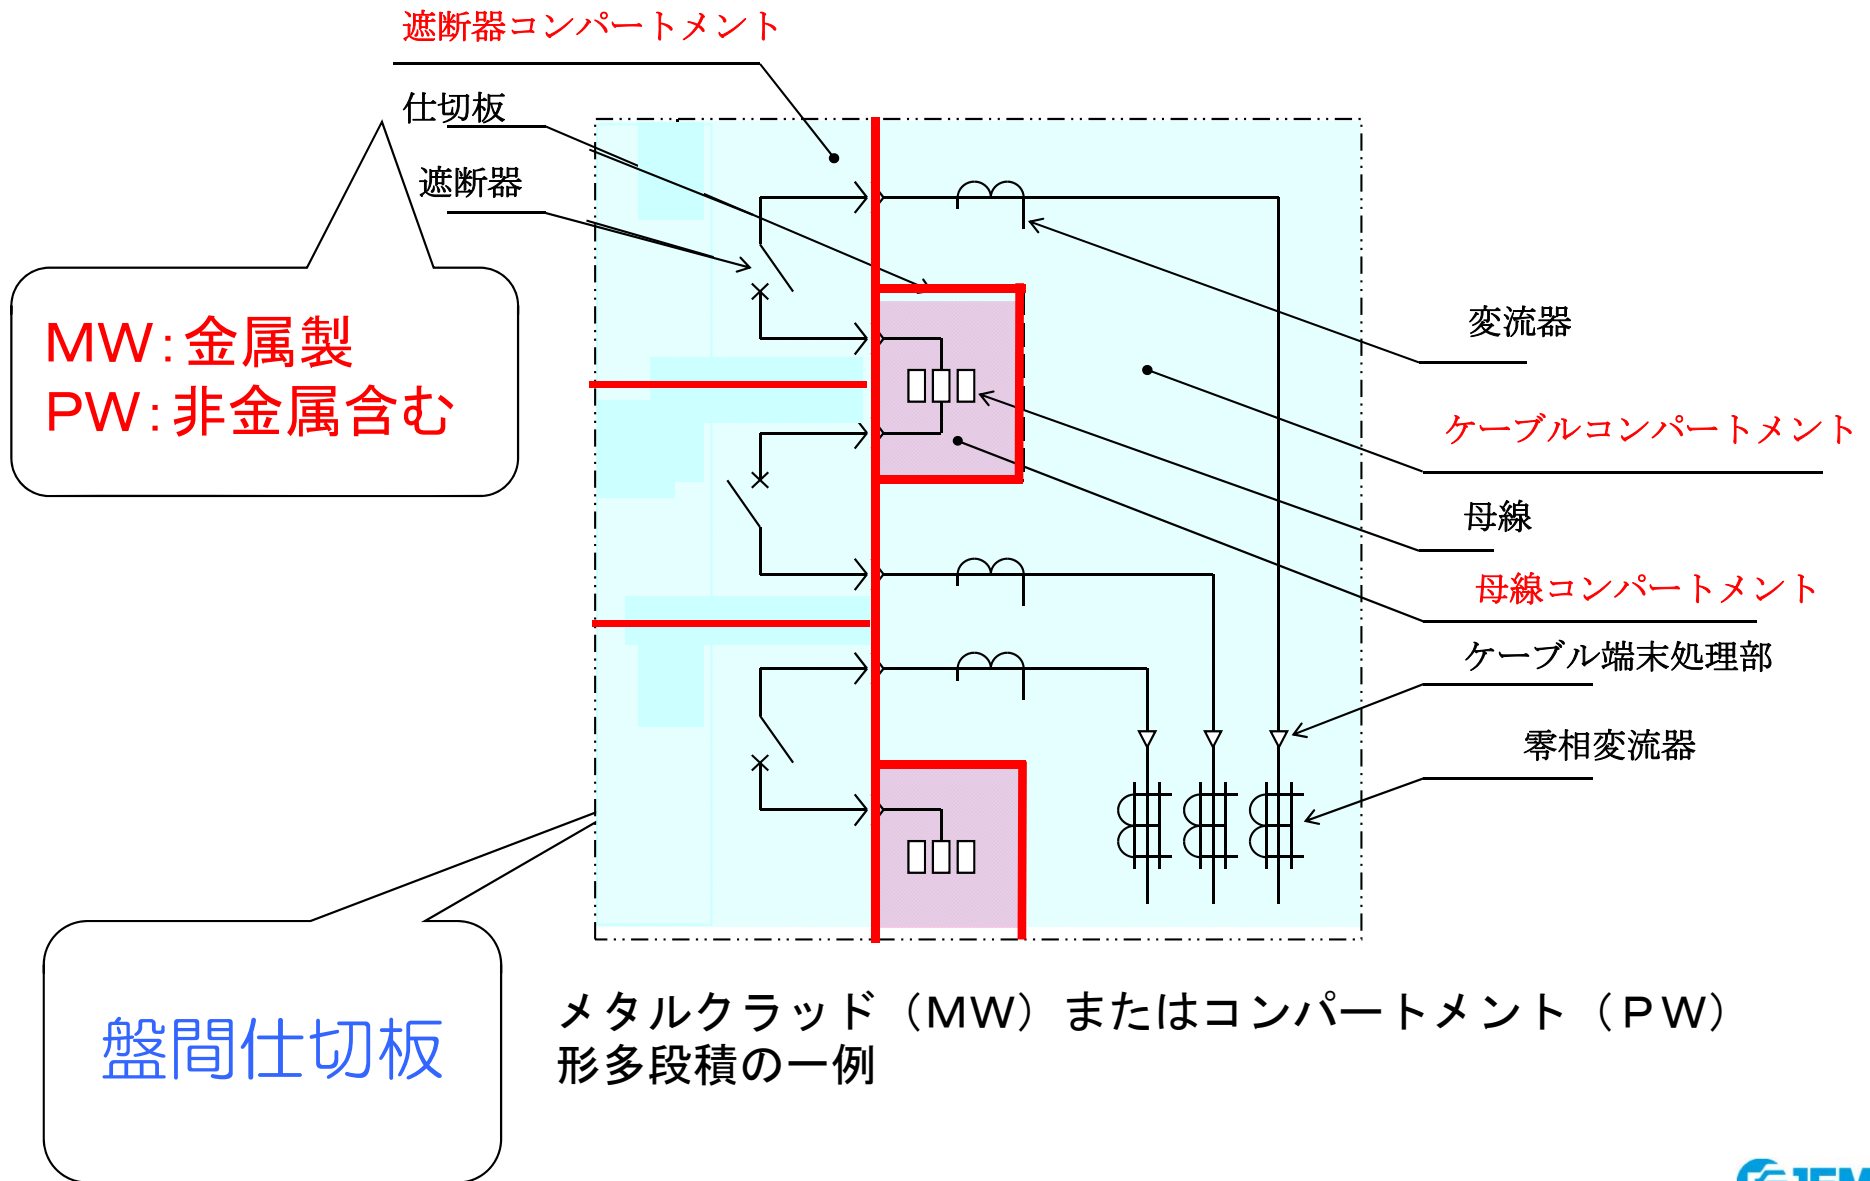 遮断器コンパートメント
仕切板
遮断器
MW:金属製
PW:非金属含む
変流器
ケーブルコンパートメント
母線
母線コンパートメント
ケーブル端末処理部
零相変流器
盤間仕切板
メタルクラッド（MW）またはコンパートメント（PW）
形多段積の一例